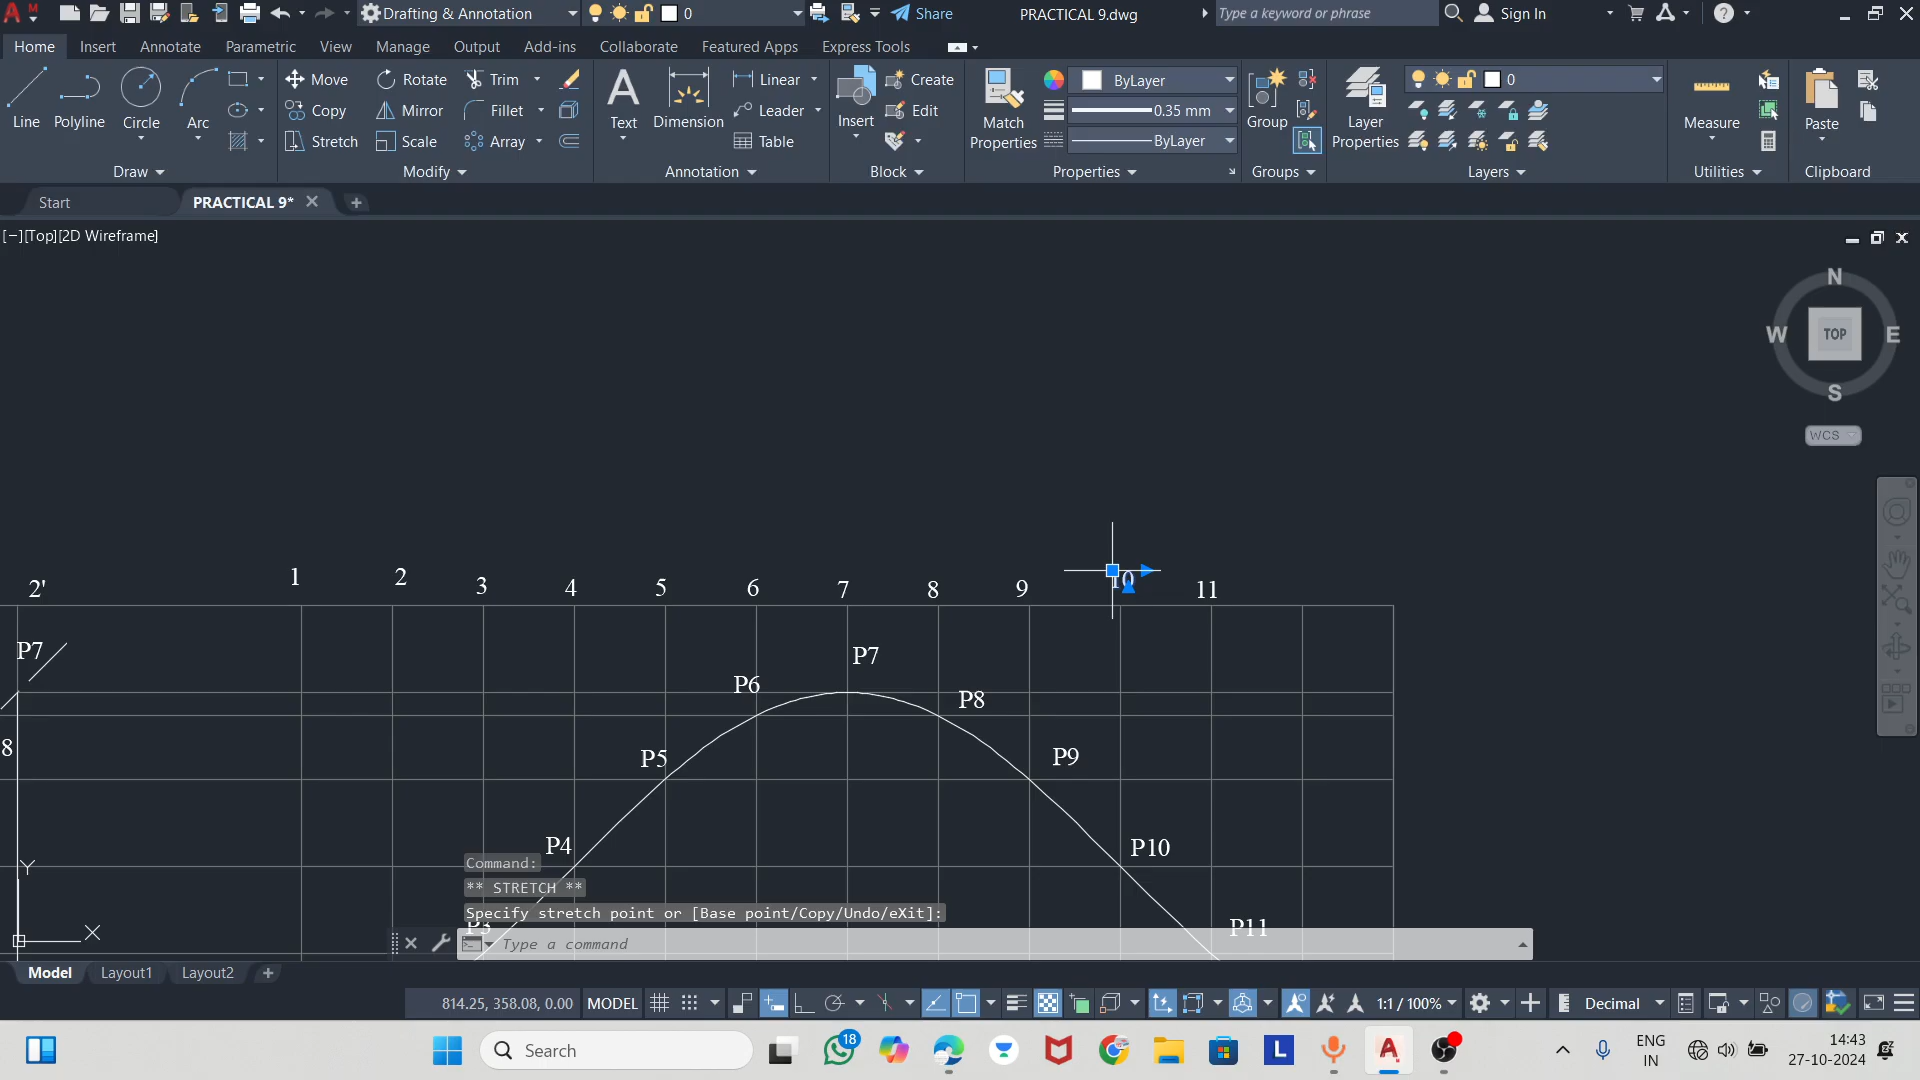 Drafting & Annotation
0
Share
PRACTICAL 9.dwg
Type a keyword or phrase
Sign In
Home
Insert
Annotate
Parametric
View
Manage
Output
Add-ins
Collaborate
Featured Apps
Express Tools
Line
Polyline
Circle
Arc
Move
Rotate
Trim
Copy
Mirror
Fillet
Stretch
Scale
Array
Text
Dimension
Linear
Leader
Table
Insert
Create
Edit
Match Properties
ByLayer
0.35 mm
ByLayer
Group
Layer Properties
0
Measure
Paste
Draw
Modify
Annotation
Block
Properties
Groups
Layers
Utilities
Clipboard
Start
PRACTICAL 9*
[−][Top][2D Wireframe]
N
W
TOP
E
S
WCS
2'
1
2
3
4
5
6
7
8
9
10
11
P7
P7
P6
P8
8
P5
P9
P4
P10
Y
P3
P11
X
Command:
** STRETCH **
Specify stretch point or [Base point/Copy/Undo/eXit]:
Type a command
Model
Layout1
Layout2
814.25, 358.08, 0.00
MODEL
1:1 / 100%
Decimal
Search
18
L
ENG
IN
14:43
27-10-2024